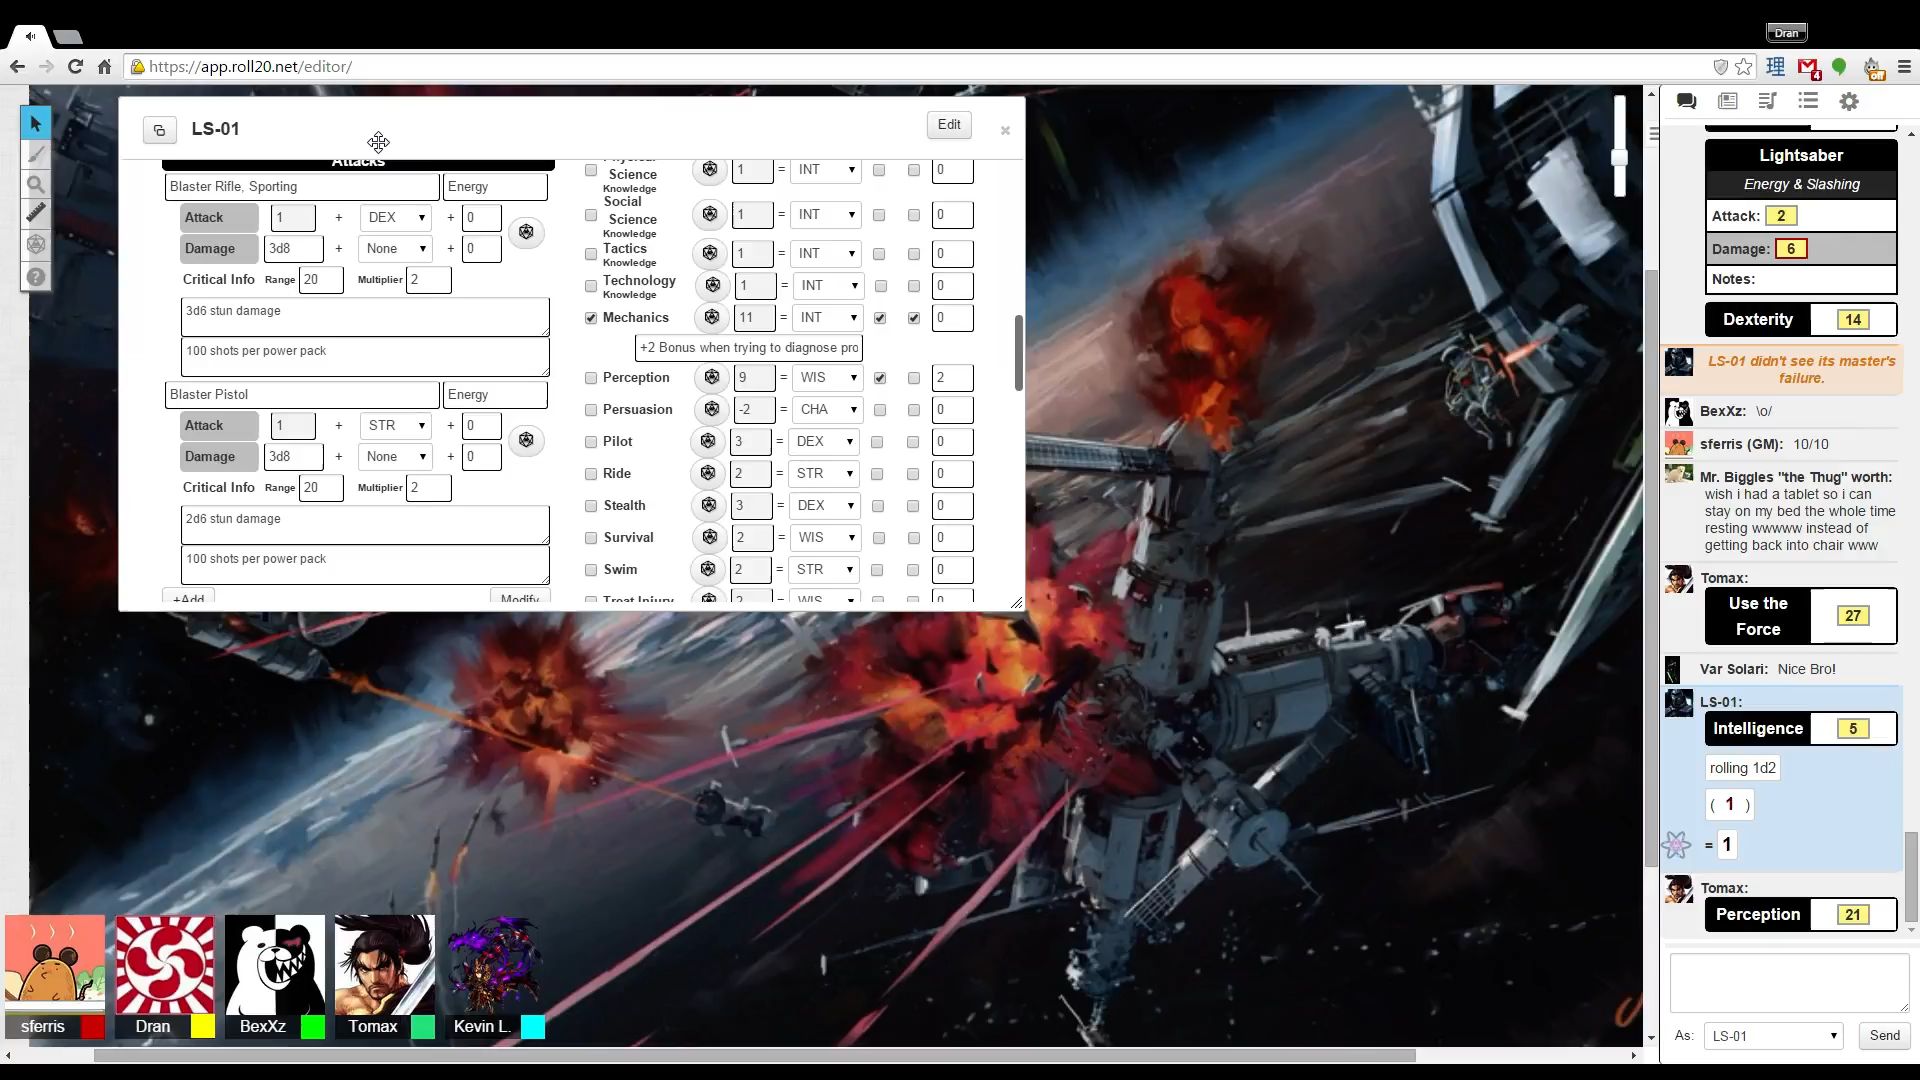 Dran
https://app.roll20.net/editor/
理
4
off
LS-01
Edit
×
Attacks
Blaster Rifle, Sporting
Energy
Attack 1 + DEX + 0
Damage 3d8 + None + 0
Critical Info Range 20 Multiplier 2
3d6 stun damage
100 shots per power pack
Blaster Pistol
Energy
Attack 1 + STR + 0
Damage 3d8 + None + 0
Critical Info Range 20 Multiplier 2
2d6 stun damage
100 shots per power pack
+Add
Modify
Physical
Science 1 = INT 0
Knowledge
Social
Science 1 = INT 0
Knowledge
Tactics 1 = INT 0
Knowledge
Technology 1 = INT 0
Knowledge
Mechanics 11 = INT 0
+2 Bonus when trying to diagnose pro
Perception 9 = WIS 2
Persuasion -2 = CHA 0
Pilot 3 = DEX 0
Ride 2 = STR 0
Stealth 3 = DEX 0
Survival 2 = WIS 0
Swim 2 = STR 0
Treat Injury 2 = WIS 0
Lightsaber
Energy & Slashing
Attack: 2
Damage: 6
Notes:
Dexterity 14
LS-01 didn't see its master's
failure.
BexXz: \o/
sferris (GM): 10/10
Mr. Biggles "the Thug" worth:
wish i had a tablet so i can
stay on my bed the whole time
resting wwwww instead of
getting back into chair www
Tomax:
Use the
Force 27
Var Solari: Nice Bro!
LS-01:
Intelligence 5
rolling 1d2
( 1 )
= 1
Tomax:
Perception 21
As: LS-01 Send
sferris
Dran
BexXz
Tomax
Kevin L.